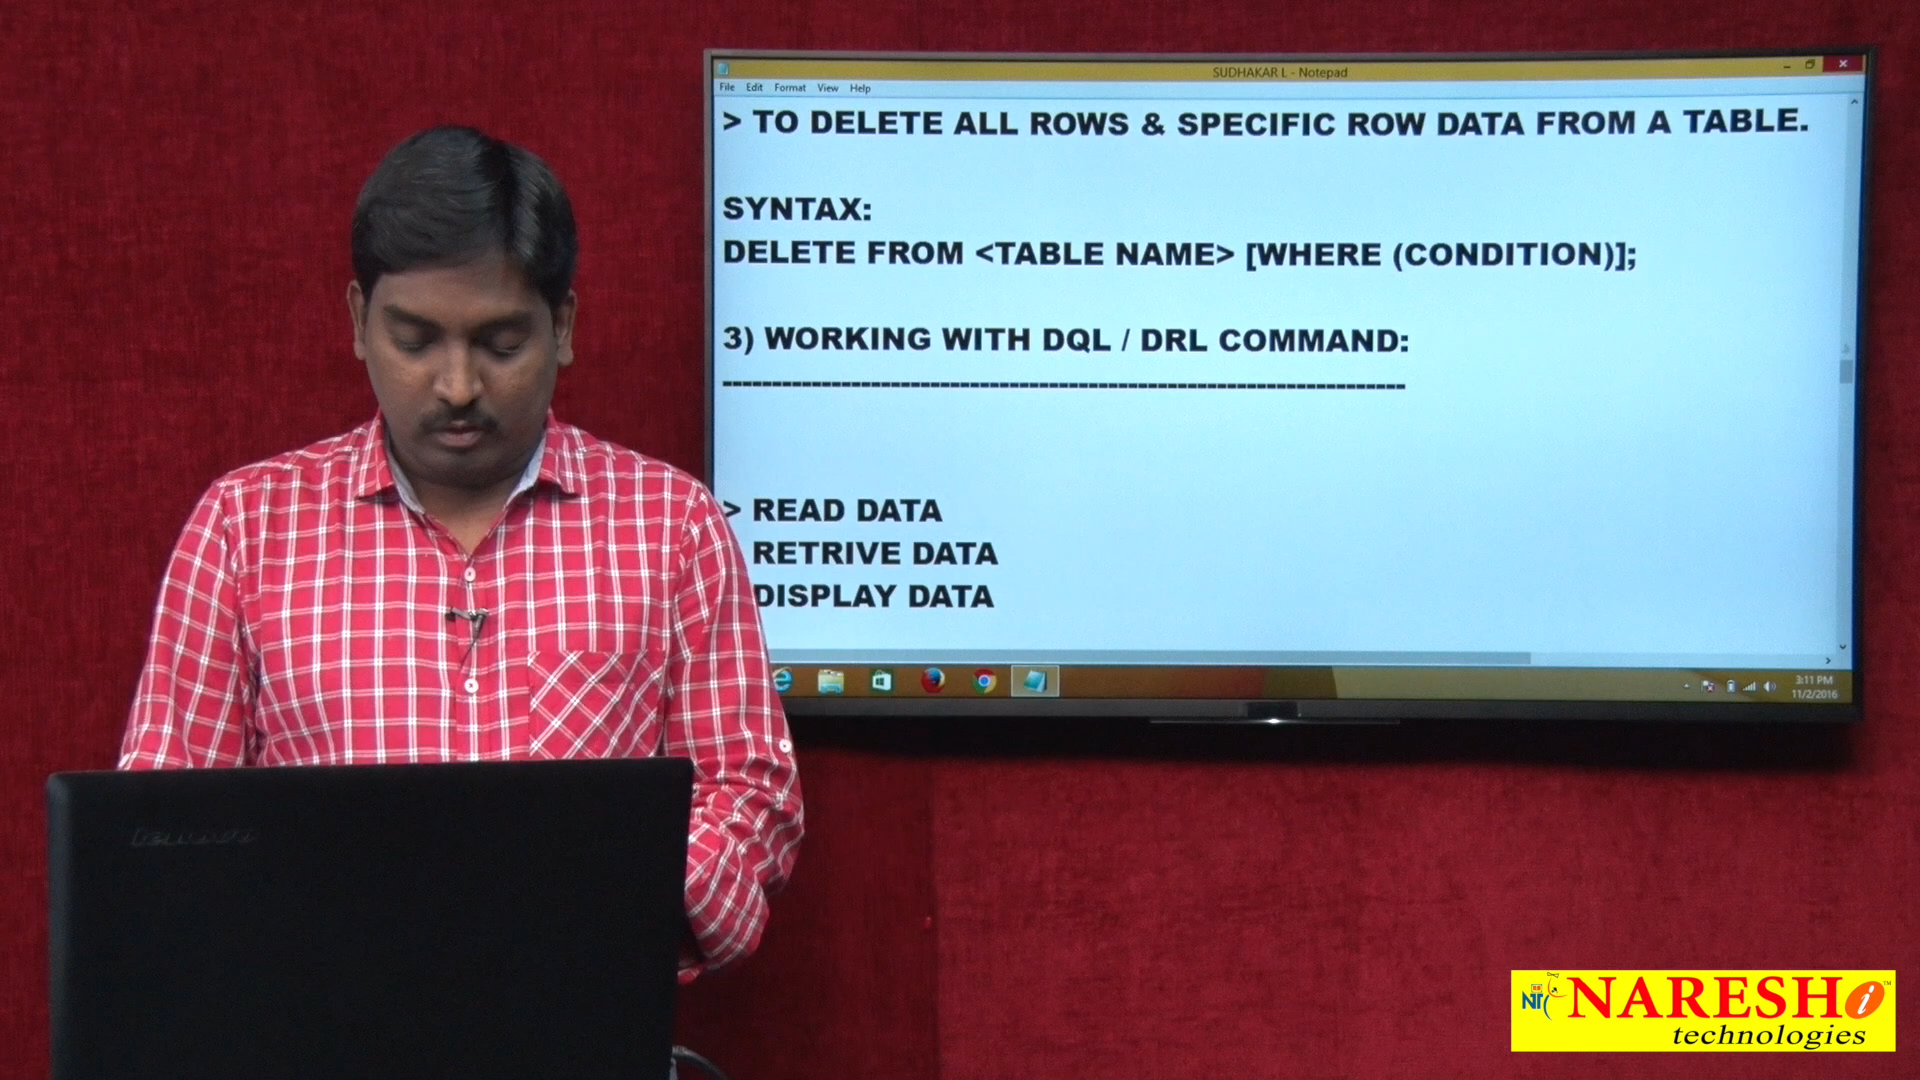 SUDHAKAR L - Notepad
File Edit Format View Help
> TO DELETE ALL ROWS & SPECIFIC ROW DATA FROM A TABLE.
SYNTAX:
DELETE FROM <TABLE NAME> [WHERE (CONDITION)];
3) WORKING WITH DQL / DRL COMMAND:
---------------------------------------------------------------------
> READ DATA
RETRIVE DATA
DISPLAY DATA
3:11 PM
11/2/2016
NARESH i ™
technologies